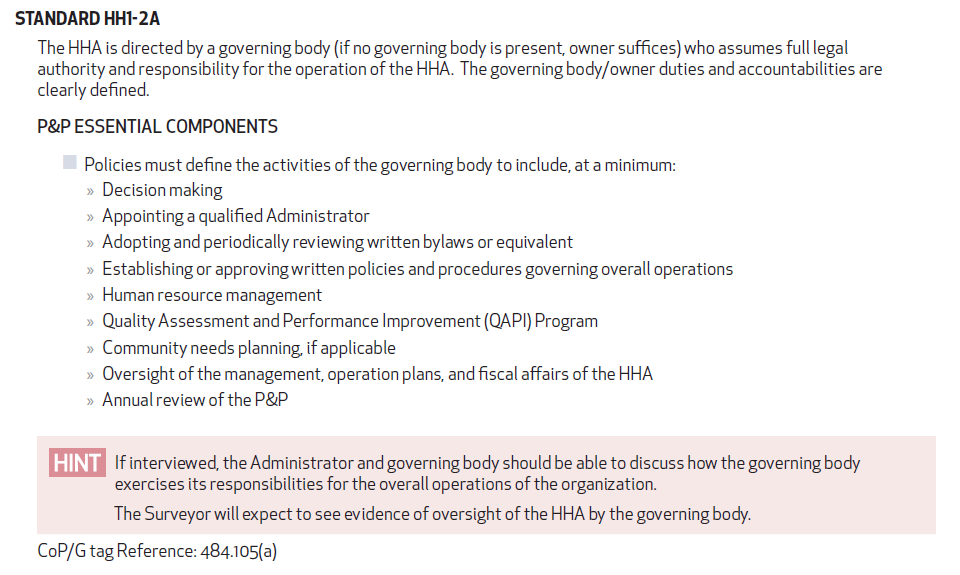 STANDARD HH1-2A
The HHA is directed by a governing body (if no governing body is present, owner suffices) who assumes full legal
authority and responsibility for the operation of the HHA. The governing body/owner duties and accountabilities are
clearly defined.
P&P ESSENTIAL COMPONENTS
Policies must define the activities of the governing body to include, at a minimum:
» Decision making
» Appointing a qualified Administrator
» Adopting and periodically reviewing written bylaws or equivalent
» Establishing or approving written policies and procedures governing overall operations
» Human resource management
» Quality Assessment and Performance Improvement (QAPI) Program
» Community needs planning, if applicable
» Oversight of the management, operation plans, and fiscal affairs of the HHA
» Annual review of the P&P
HINT If interviewed, the Administrator and governing body should be able to discuss how the governing body
exercises its responsibilities for the overall operations of the organization.
The Surveyor will expect to see evidence of oversight of the HHA by the governing body.
CoP/G tag Reference: 484.105(a)